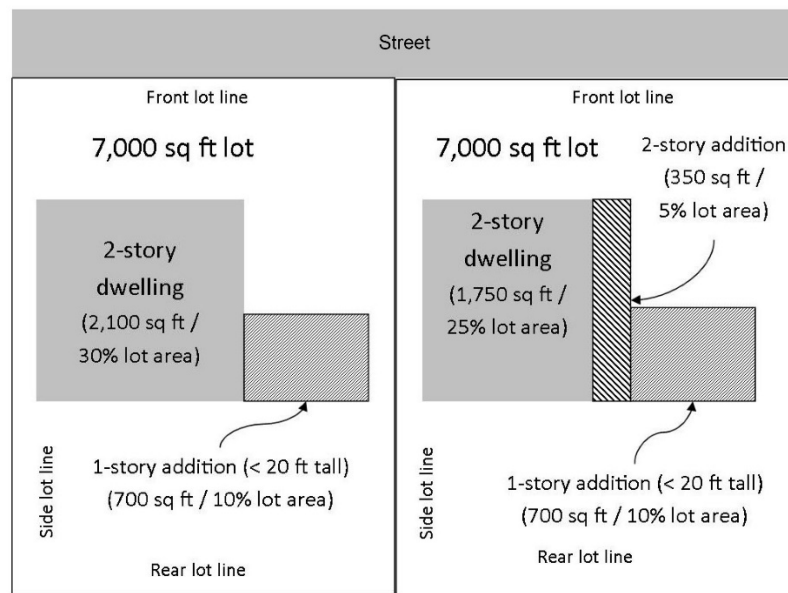 Street
Front lot line
7,000 sq ft lot
2-story
dwelling
(2,100 sq ft /
30% lot area)
1-story addition (< 20 ft tall)
(700 sq ft / 10% lot area)
Side lot line
Rear lot line
Front lot line
7,000 sq ft lot
2-story addition
(350 sq ft /
5% lot area)
2-story
dwelling
(1,750 sq ft /
25% lot area)
1-story addition (< 20 ft tall)
(700 sq ft / 10% lot area)
Side lot line
Rear lot line